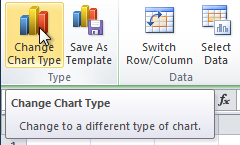 Change Chart Type
Save As Template
Switch Row/Column
Select Data
Type
Data
Change Chart Type
fx
Change to a different type of chart.